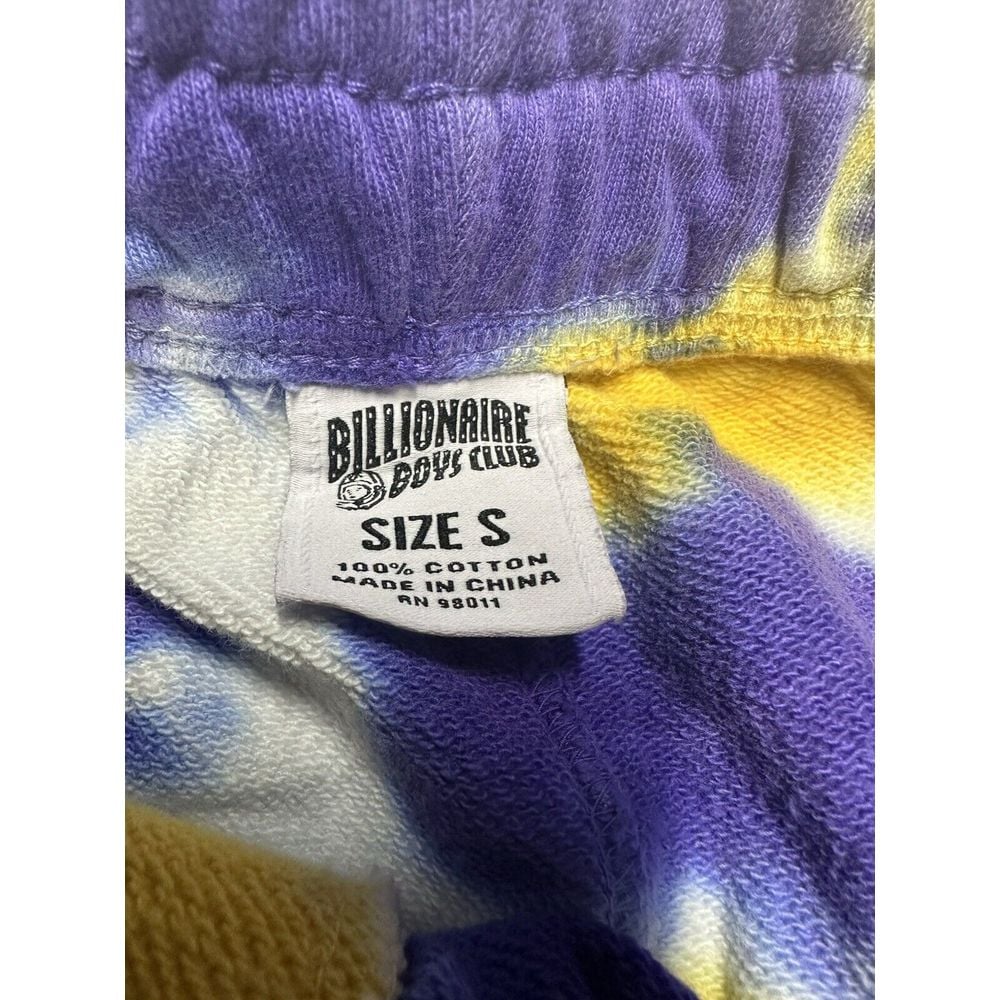 BILLIONAIRE
BOYS CLUB
SIZE S
100% COTTON
MADE IN CHINA
RN 98011